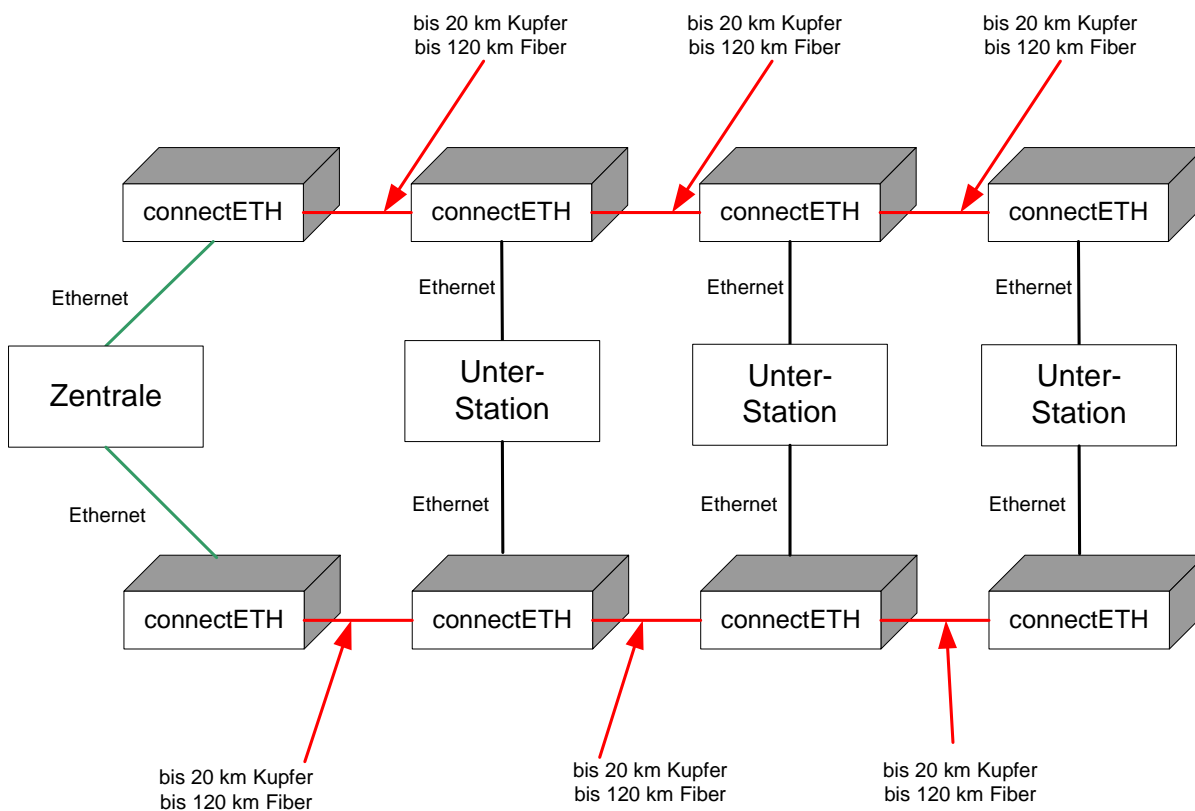 bis 20 km Kupfer
bis 120 km Fiber
bis 20 km Kupfer
bis 120 km Fiber
bis 20 km Kupfer
bis 120 km Fiber
connectETH
connectETH
connectETH
connectETH
Ethernet
Ethernet
Ethernet
Ethernet
Zentrale
Unter-
Station
Unter-
Station
Unter-
Station
Ethernet
Ethernet
Ethernet
Ethernet
connectETH
connectETH
connectETH
connectETH
bis 20 km Kupfer
bis 120 km Fiber
bis 20 km Kupfer
bis 120 km Fiber
bis 20 km Kupfer
bis 120 km Fiber